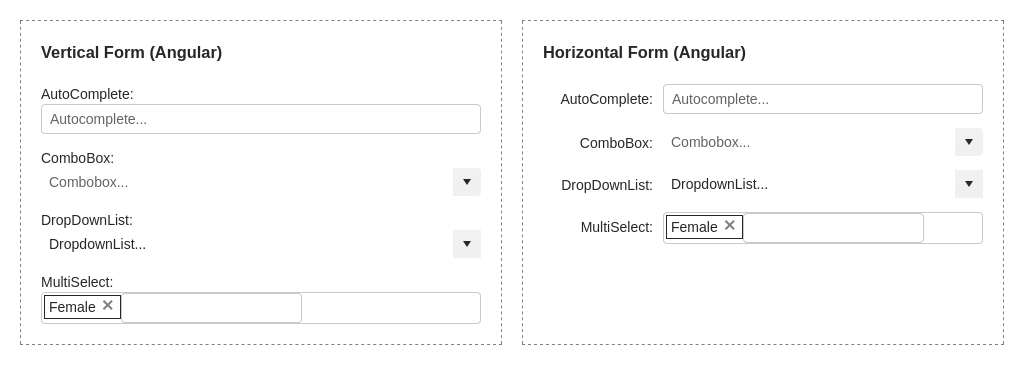 Vertical Form (Angular)
AutoComplete:
Autocomplete...
ComboBox:
Combobox...
DropDownList:
DropdownList...
MultiSelect:
Female ✕
Horizontal Form (Angular)
AutoComplete: Autocomplete...
ComboBox: Combobox...
DropDownList: DropdownList...
MultiSelect: Female ✕